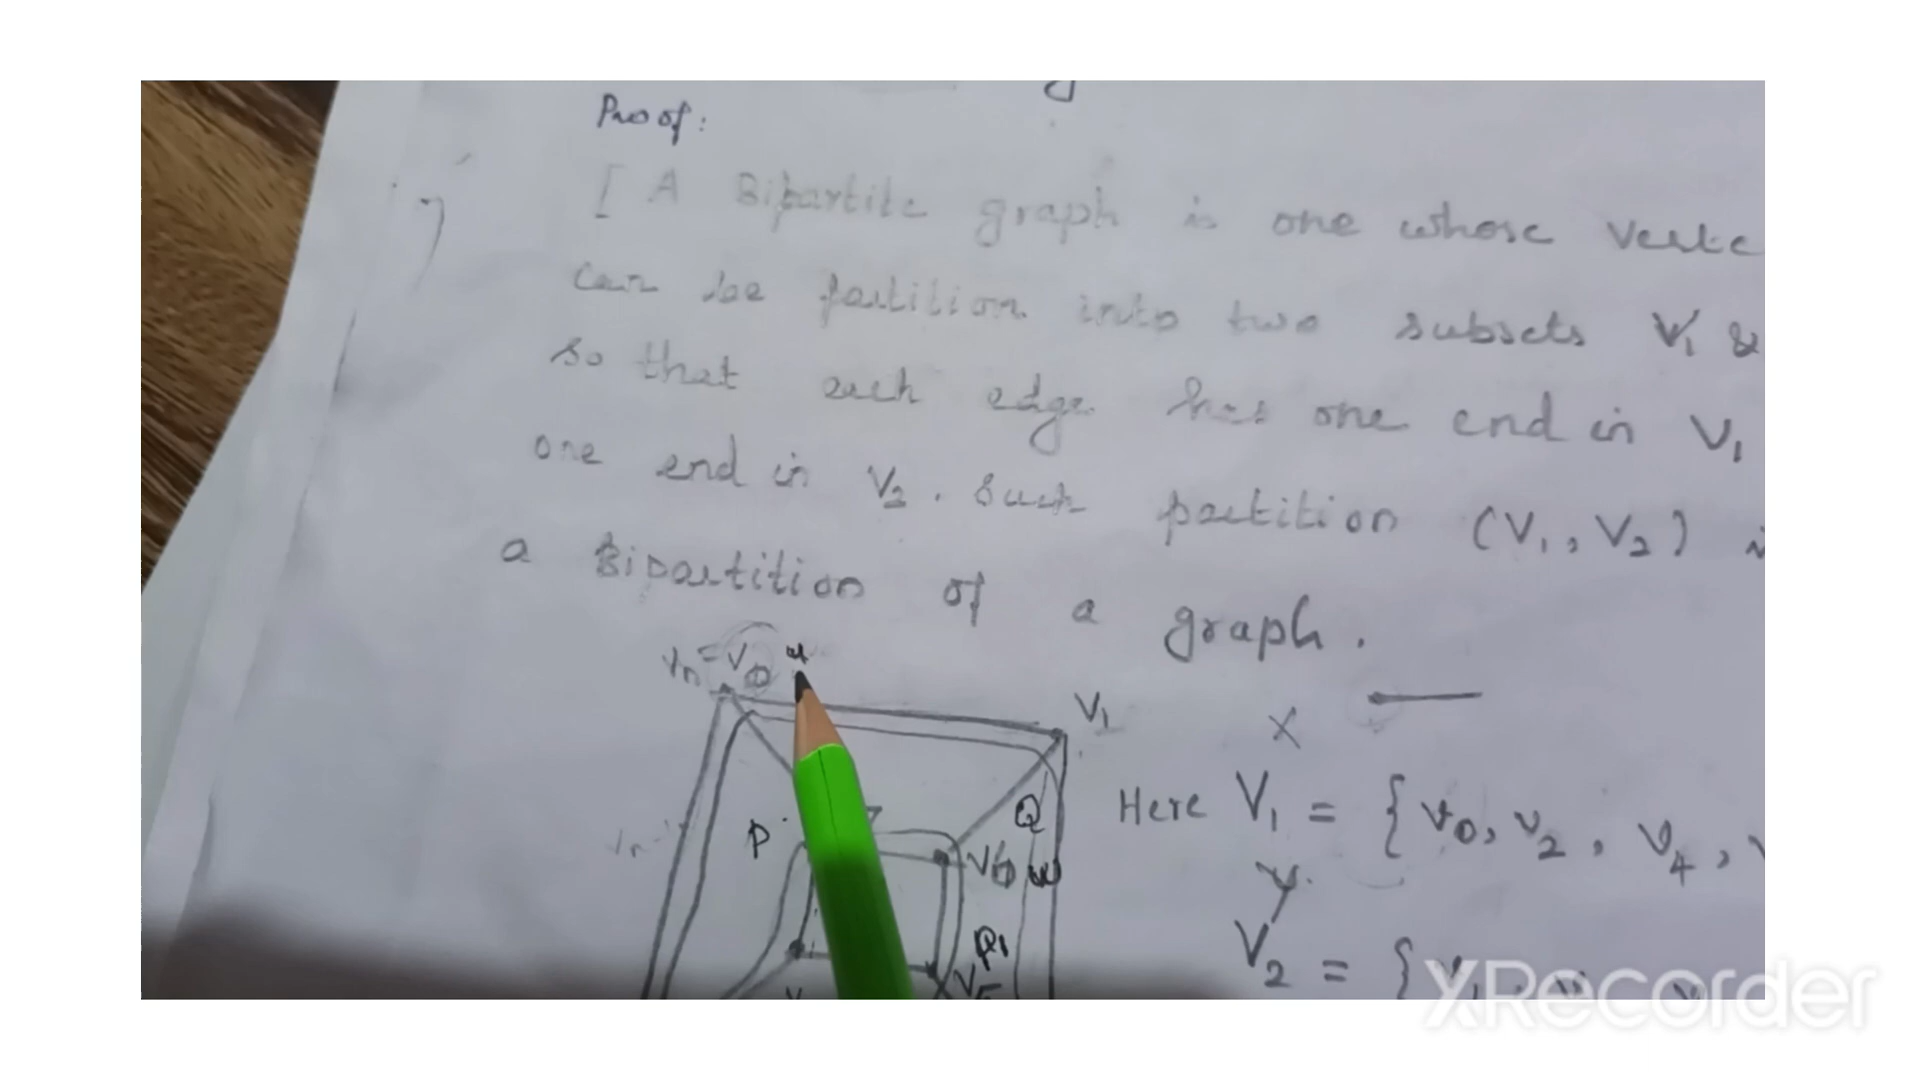 Proof:
[ A Bipartite graph is one whose Verte
can be partition into two subsets V1 &
so that each edge has one end in V1
one end in V2. Such partition (V1, V2) i
a Bipartition of a graph.
Vn = V0 u
V1
X
P
Q
Here V1 = { v0, v2, v4, v
w
Y
Q1
V2 = { v1
XRecorder